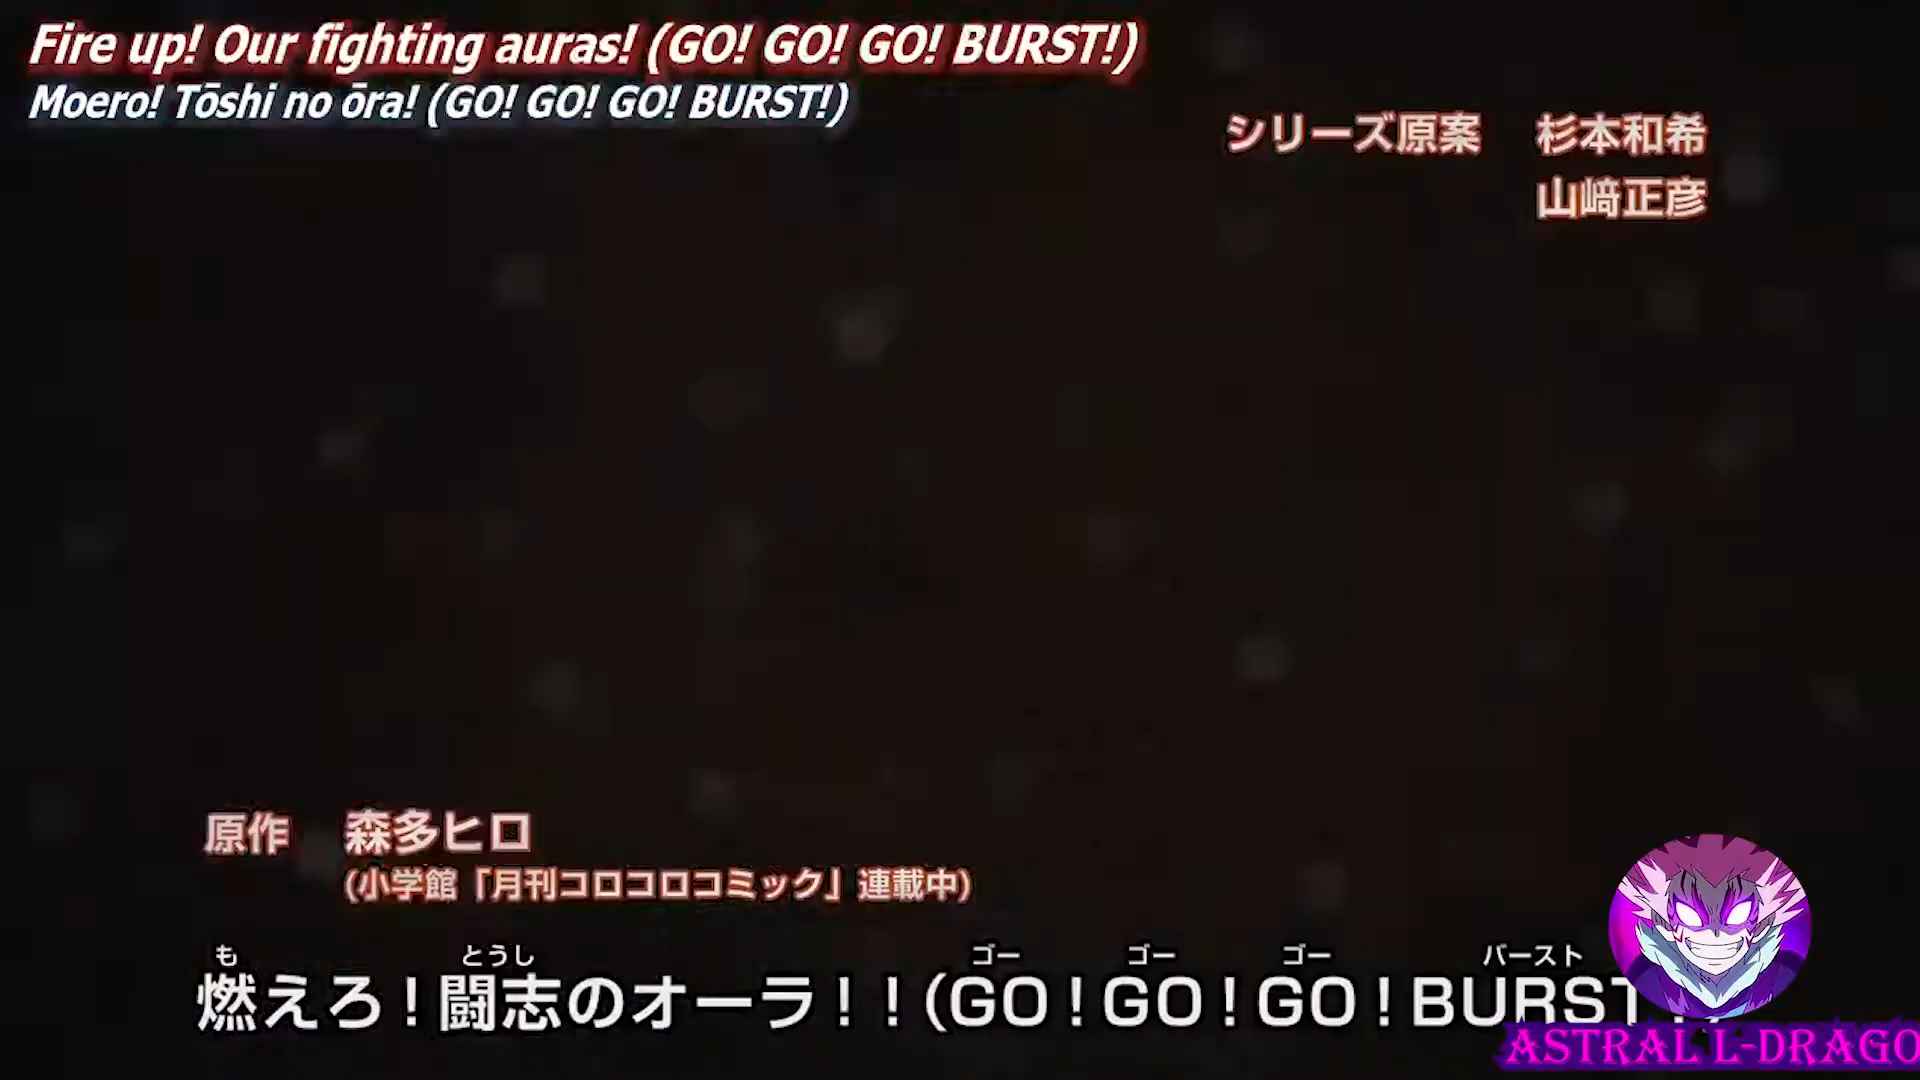 Fire up! Our fighting auras! (GO! GO! GO! BURST!)
Moero! Tōshi no ōra! (GO! GO! GO! BURST!)
シリーズ原案 杉本和希
山﨑正彦
原作 森多ヒロ
(小学館「月刊コロコロコミック」連載中)
も とうし ゴー ゴー ゴー バースト
燃えろ！闘志のオーラ！！(GO！GO！GO！BURST！)
ASTRAL L-DRAGO